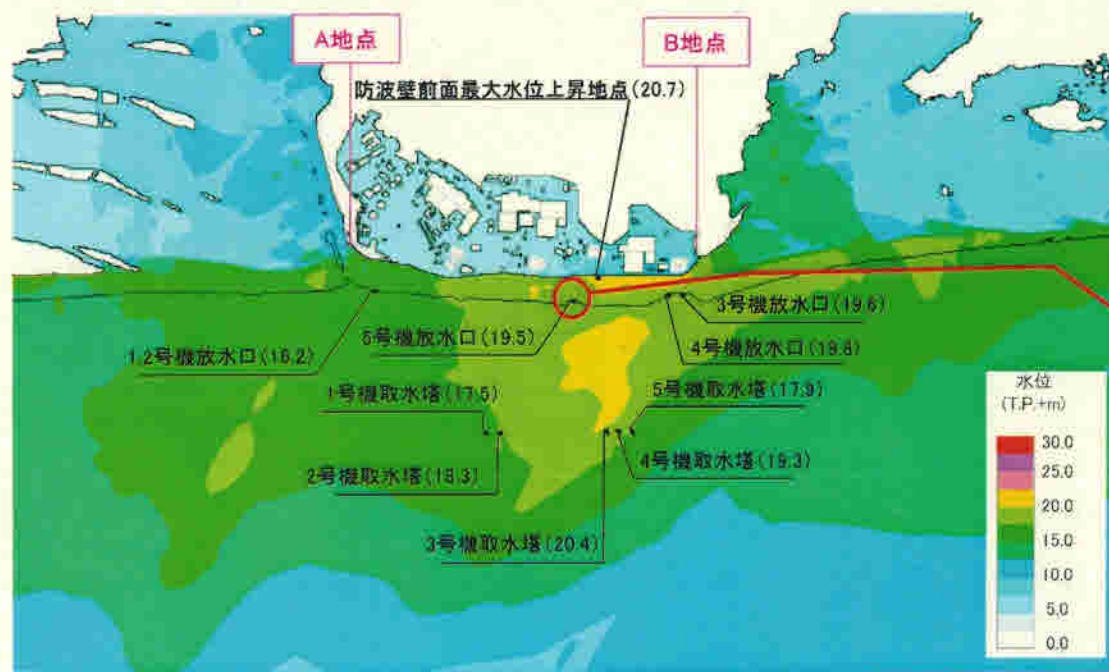 A地点
B地点
防波壁前面最大水位上昇地点(20.7)
3号機放水口(19.6)
5号機放水口(19.5)
4号機放水口(19.8)
1,2号機放水口(16.2)
1号機取水塔(17.5)
5号機取水塔(17.9)
2号機取水塔(18.3)
4号機取水塔(19.3)
3号機取水塔(20.4)
水位
(T.P.+m)
30.0
25.0
20.0
15.0
10.0
5.0
0.0